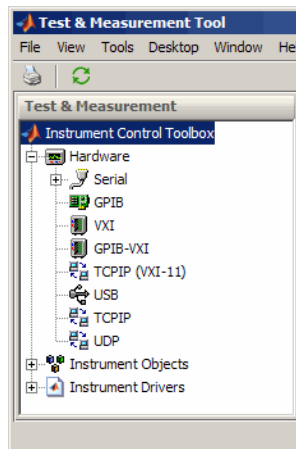 Test & Measurement Tool
File View Tools Desktop Window He
Test & Measurement
Instrument Control Toolbox
Hardware
Serial
GPIB
VXI
GPIB-VXI
TCPIP (VXI-11)
USB
TCPIP
UDP
Instrument Objects
Instrument Drivers